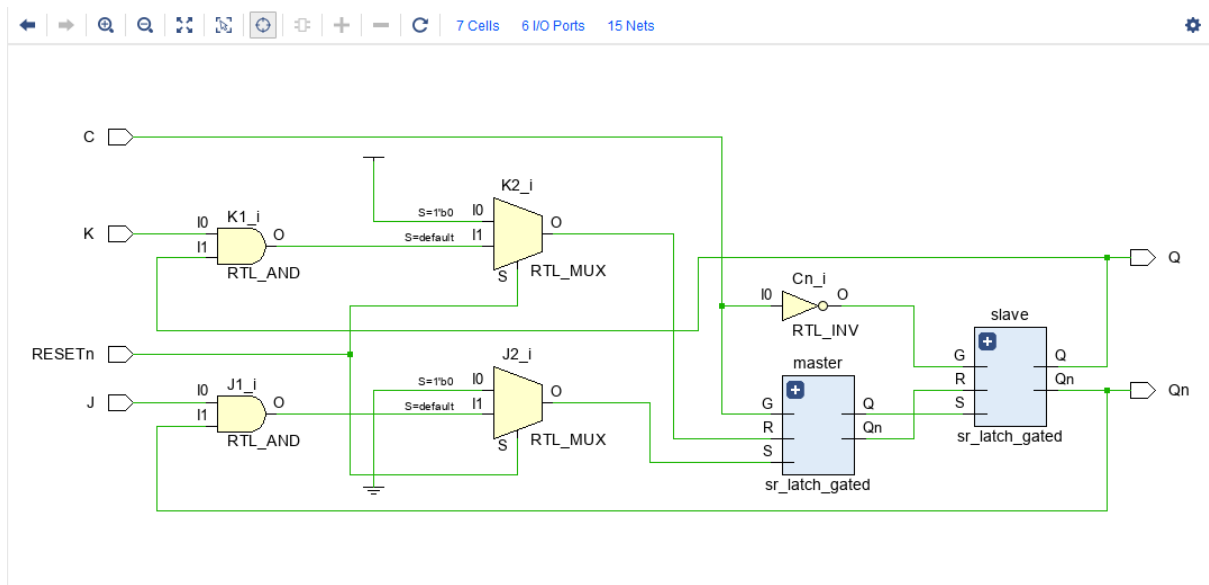 7 Cells 6 I/O Ports 15 Nets
C
K2_i
S=1'b0 I0
O
K1_i
K I0
O
I1
S=default I1
RTL_AND
S
RTL_MUX
Q
Cn_i
I0 O
RTL_INV
slave
RESETn
J2_i
master
G Q
R Qn
S
Qn
sr_latch_gated
J1_i
J I0
O
I1
RTL_AND
S=1'b0 I0
O
S=default I1
S
RTL_MUX
G Q
R Qn
S
sr_latch_gated